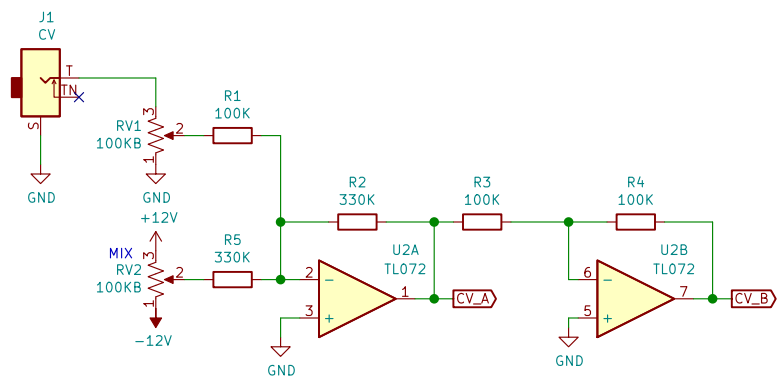 J1
CV
T
TN
S
GND
3
RV1
100KB
2
1
GND
R1
100K
+12V
MIX
3
RV2
100KB
2
1
-12V
R5
330K
R2
330K
U2A
TL072
2
-
3
+
1
GND
CV_A
R3
100K
R4
100K
U2B
TL072
6
-
5
+
7
GND
CV_B